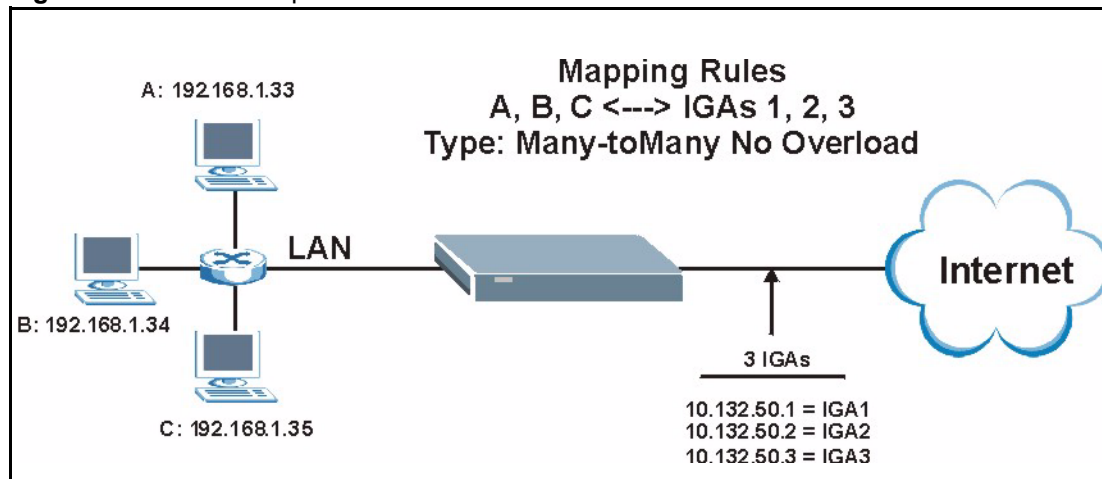 A: 192.168.1.33
Mapping Rules
A, B, C <---> IGAs 1, 2, 3
Type: Many-toMany No Overload
LAN
Internet
B: 192.168.1.34
3 IGAs
C: 192.168.1.35
10.132.50.1 = IGA1
10.132.50.2 = IGA2
10.132.50.3 = IGA3